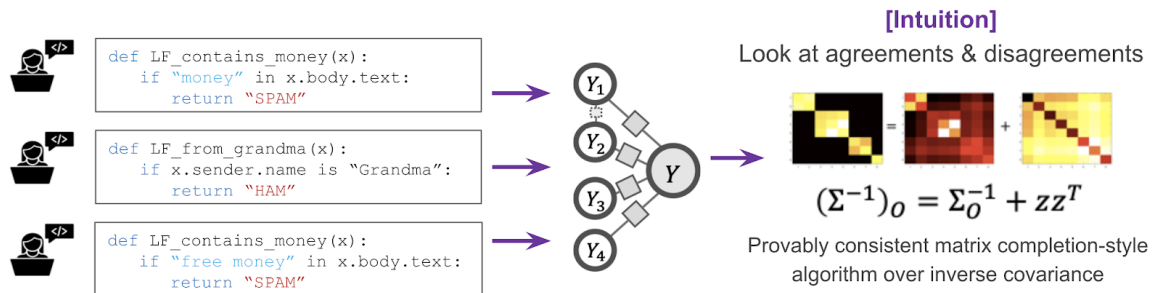 </>
def LF_contains_money(x):
if “money” in x.body.text:
return “SPAM”
</>
def LF_from_grandma(x):
if x.sender.name is “Grandma”:
return “HAM”
</>
def LF_contains_money(x):
if “free money” in x.body.text:
return “SPAM”
Y₁
Y₂
Y₃
Y₄
Y
[Intuition]
Look at agreements & disagreements
= +
(Σ⁻¹)_O = Σ_O⁻¹ + zzᵀ
Provably consistent matrix completion-style
algorithm over inverse covariance